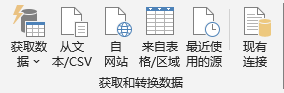 获取数 从文 自 来自表 最近使 现有
据 本/CSV 网站 格/区域 用的源 连接
获取和转换数据